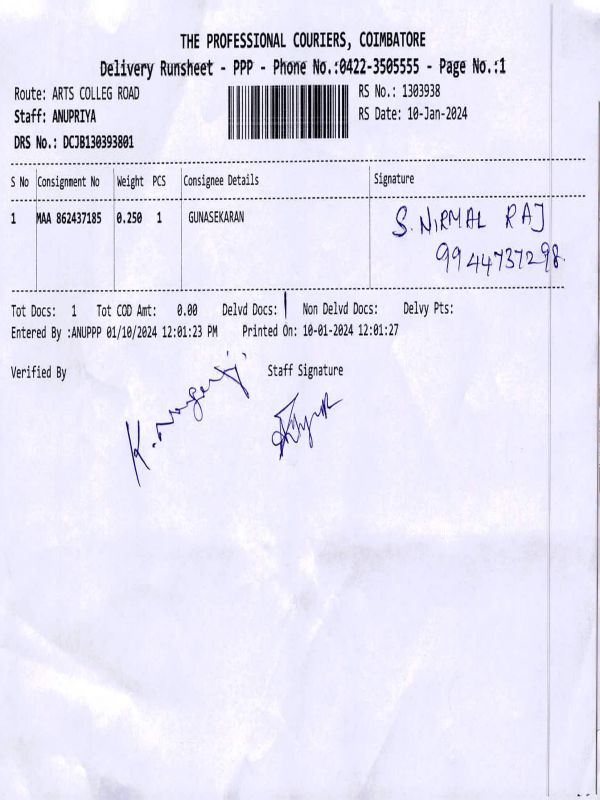 THE PROFESSIONAL COURIERS, COIMBATORE
Delivery Runsheet - PPP - Phone No.:0422-3505555 - Page No.:1
Route: ARTS COLLEG ROAD RS No.: 1303938
Staff: ANUPRIYA RS Date: 10-Jan-2024
DRS No.: DCJB130393801
S No Consignment No Weight PCS Consignee Details Signature
1 MAA 862437185 0.250 1 GUNASEKARAN S. NIRMAL RAJ
9944737298
Tot Docs: 1 Tot COD Amt: 0.00 Delvd Docs: | Non Delvd Docs: Delvy Pts:
Entered By :ANUPPP 01/10/2024 12:01:23 PM Printed On: 10-01-2024 12:01:27
Verified By Staff Signature